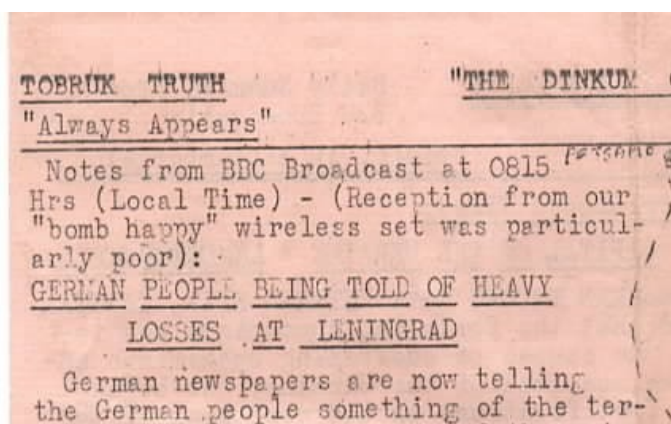 TOBRUK TRUTH "THE DINKUM
"Always Appears"
Notes from BBC Broadcast at 0815
Hrs (Local Time) - (Reception from our
"bomb happy" wireless set was particul-
arly poor):
GERMAN PEOPLE BEING TOLD OF HEAVY
LOSSES AT LENINGRAD
German newspapers are now telling
the German people something of the ter-